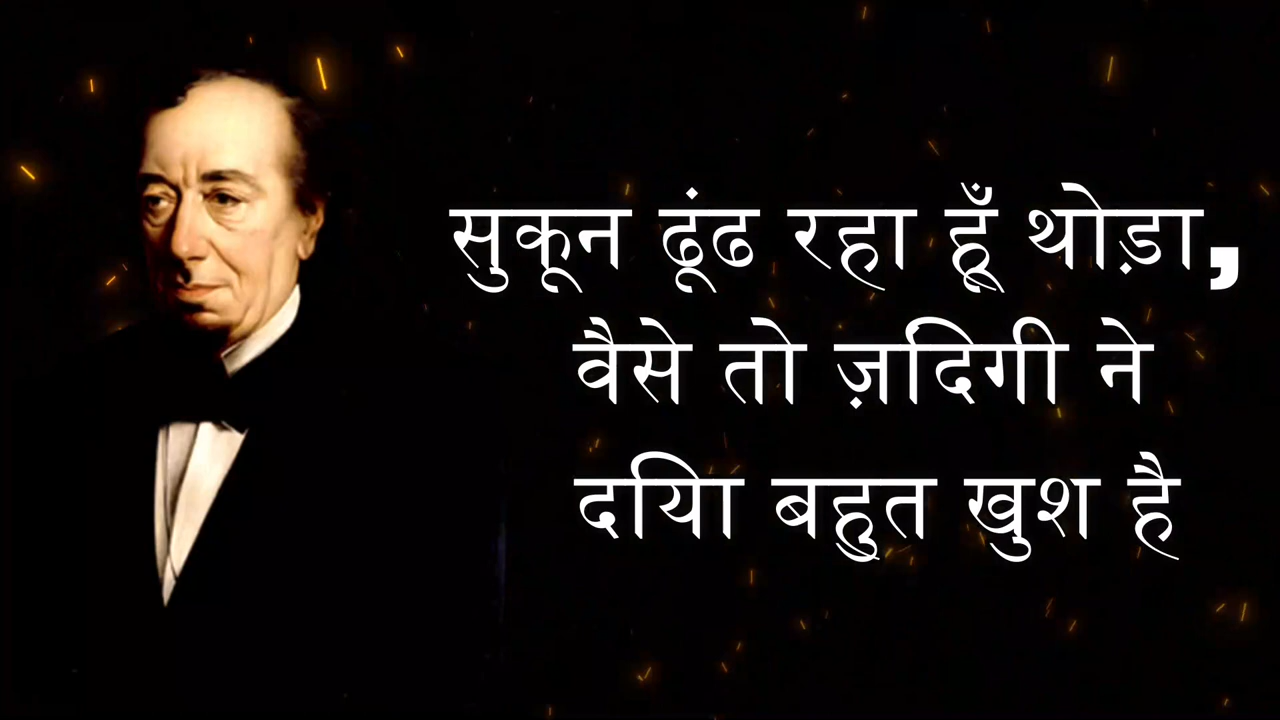 सुकून ढूंढ रहा हूँ थोड़ा,
वैसे तो ज़दिगी ने
दयिा बहुत खुश है